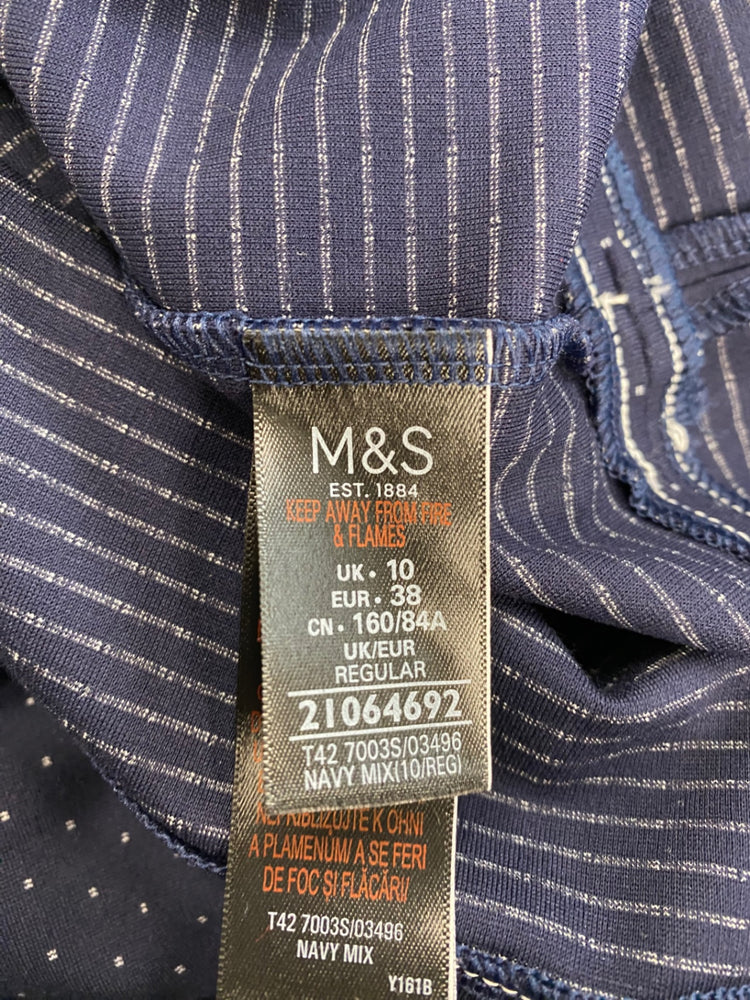 M&S
EST. 1884
KEEP AWAY FROM FIRE
& FLAMES
UK • 10
EUR • 38
CN • 160/84A
UK/EUR
REGULAR
21064692
T42 7003S/03496
NAVY MIX(10/REG)
NEPŘIBLIŽUJTE K OHNI
A PLAMENUM/ A SE FERI
DE FOC ȘI FLĂCĂRI/
T42 7003S/03496
NAVY MIX
Y161B